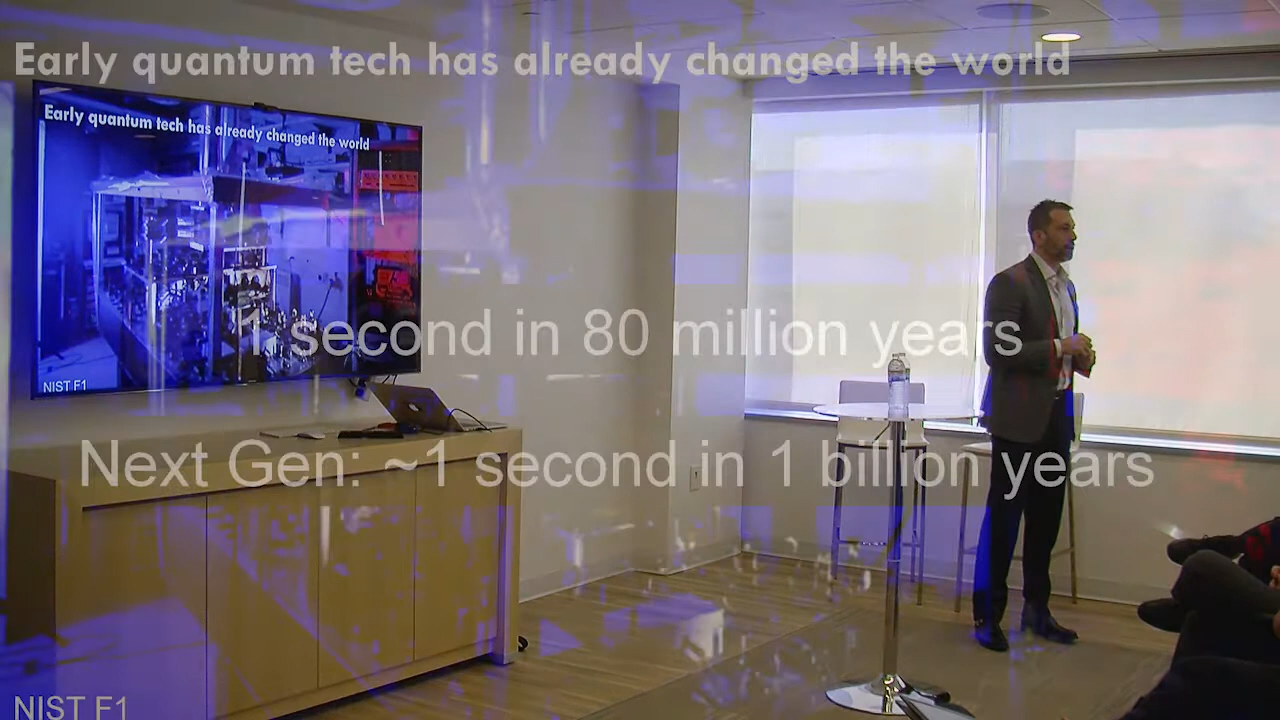 Early quantum tech has already changed the world
Early quantum tech has already changed the world
1 second in 80 million years
NIST F1
Next Gen: ~1 second in 1 billion years
NIST F1